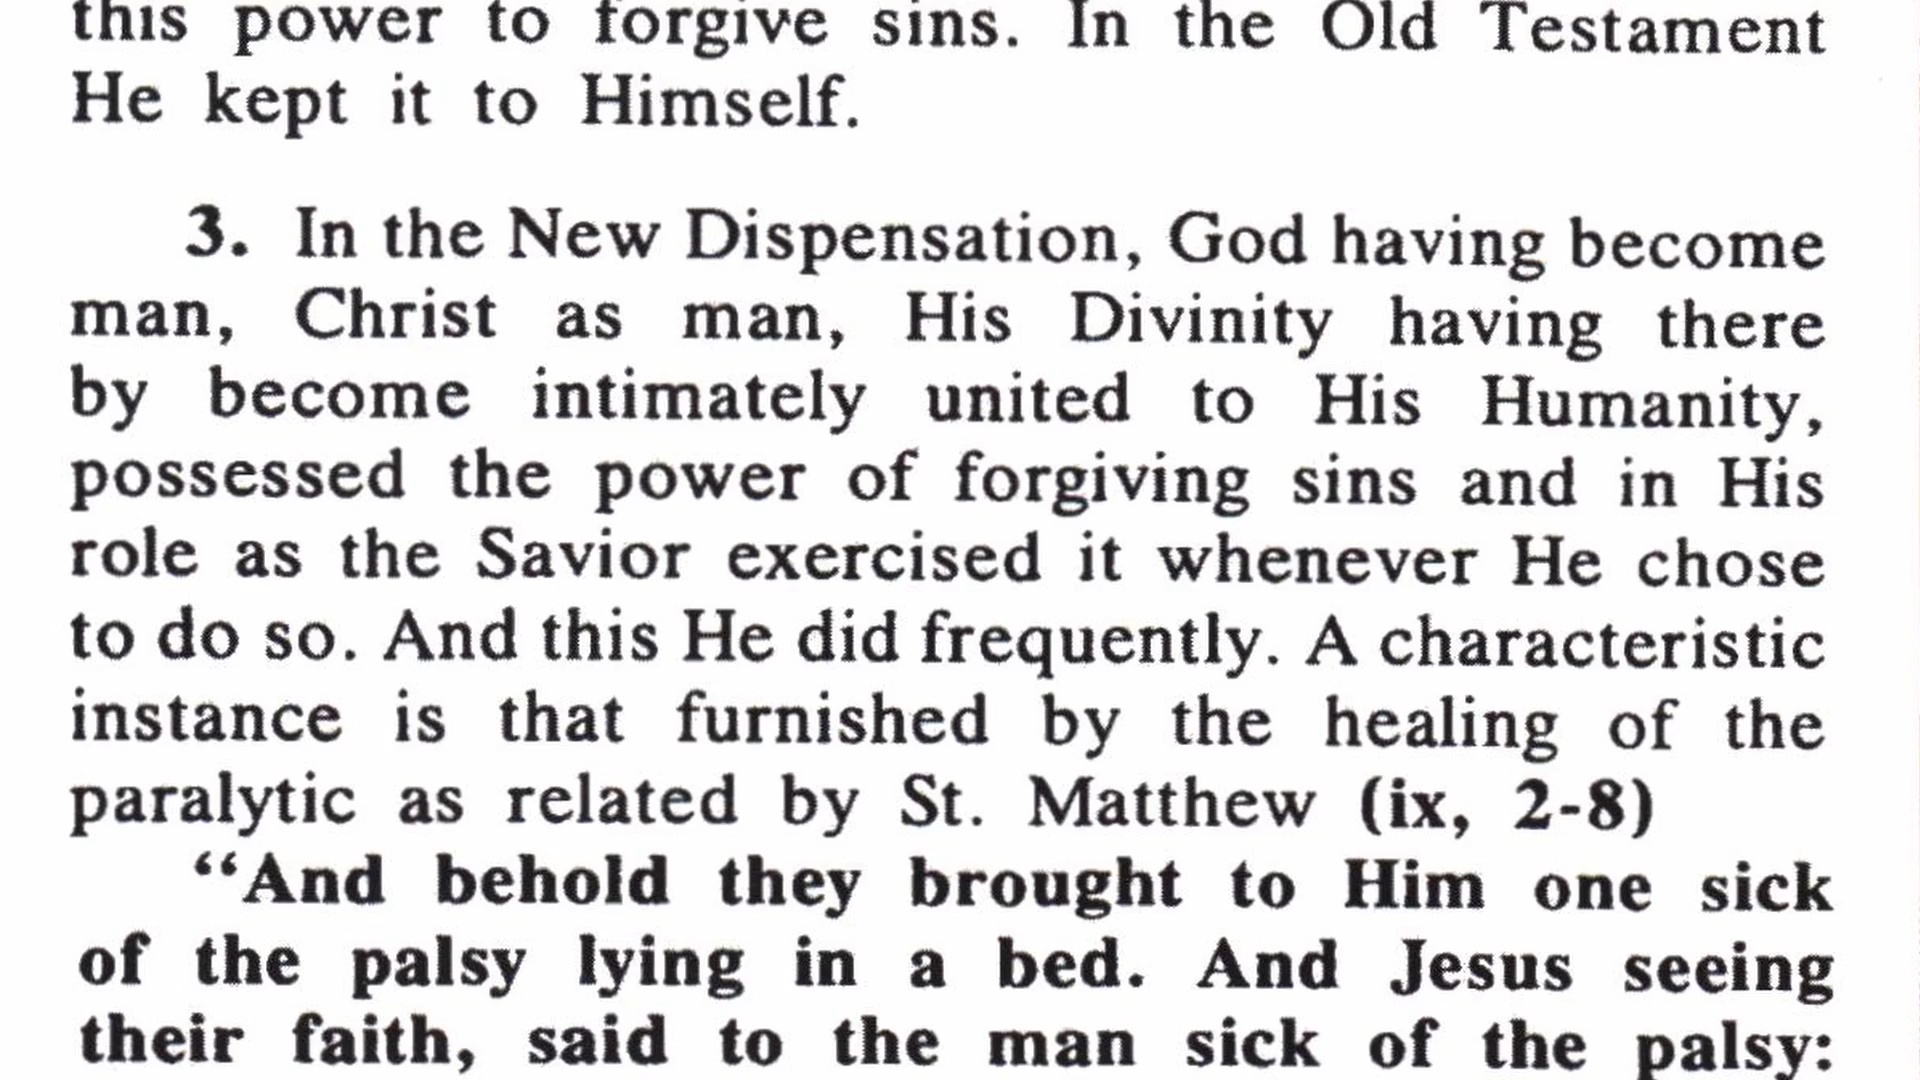 this power to forgive sins. In the Old Testament
He kept it to Himself.
3. In the New Dispensation, God having become
man, Christ as man, His Divinity having there
by become intimately united to His Humanity,
possessed the power of forgiving sins and in His
role as the Savior exercised it whenever He chose
to do so. And this He did frequently. A characteristic
instance is that furnished by the healing of the
paralytic as related by St. Matthew (ix, 2-8)
“And behold they brought to Him one sick
of the palsy lying in a bed. And Jesus seeing
their faith, said to the man sick of the palsy: